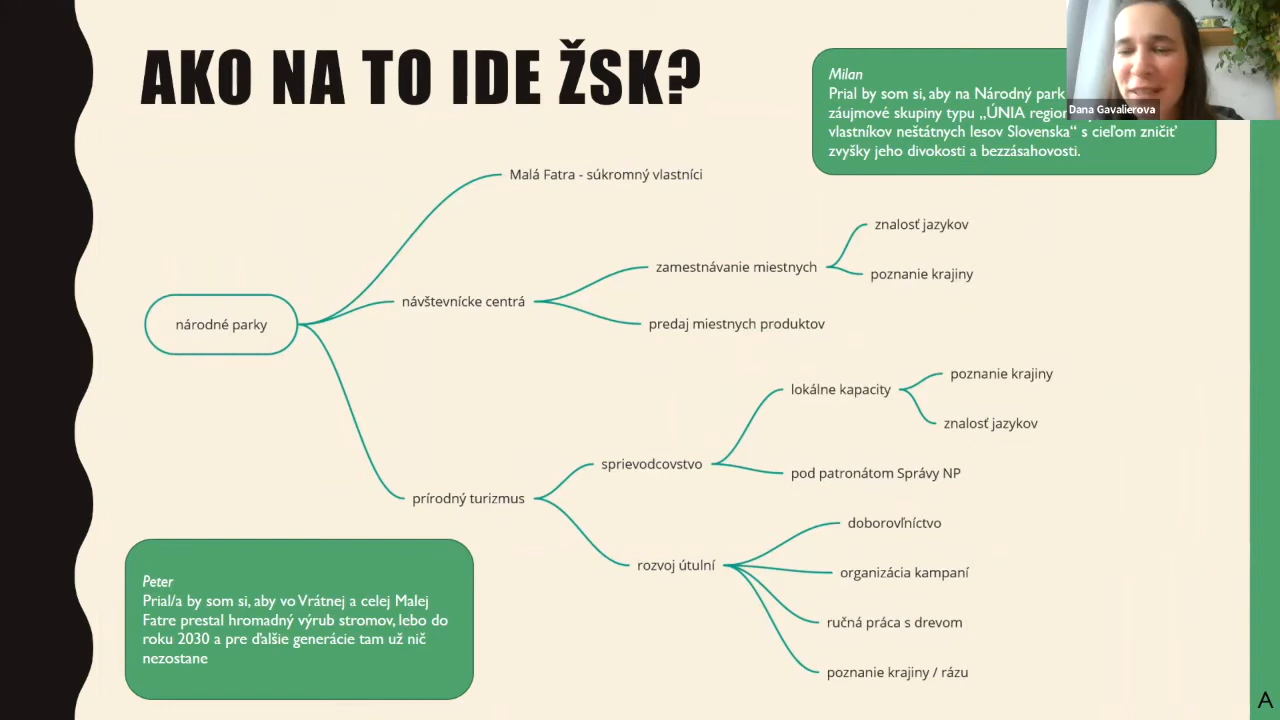 AKO NA TO IDE ŽSK?
Milan
Prial by som si, aby na Národný park
záujmové skupiny typu „ÚNIA
vlastníkov neštátnych lesov Slovenska“ s cieľom zničiť
zvyšky jeho divokosti a bezzásahovosti.
Dana Gavalierova
Malá Fatra - súkromný vlastníci
znalosť jazykov
zamestnávanie miestnych
poznanie krajiny
návštevnícke centrá
národné parky
predaj miestnych produktov
poznanie krajiny
lokálne kapacity
znalosť jazykov
sprievodcovstvo
pod patronátom Správy NP
prírodný turizmus
doborovľníctvo
rozvoj útulní
organizácia kampaní
ručná práca s drevom
poznanie krajiny / rázu
Peter
Prial/a by som si, aby vo Vrátnej a celej Malej
Fatre prestal hromadný výrub stromov, lebo do
roku 2030 a pre ďalšie generácie tam už nič
nezostane
A